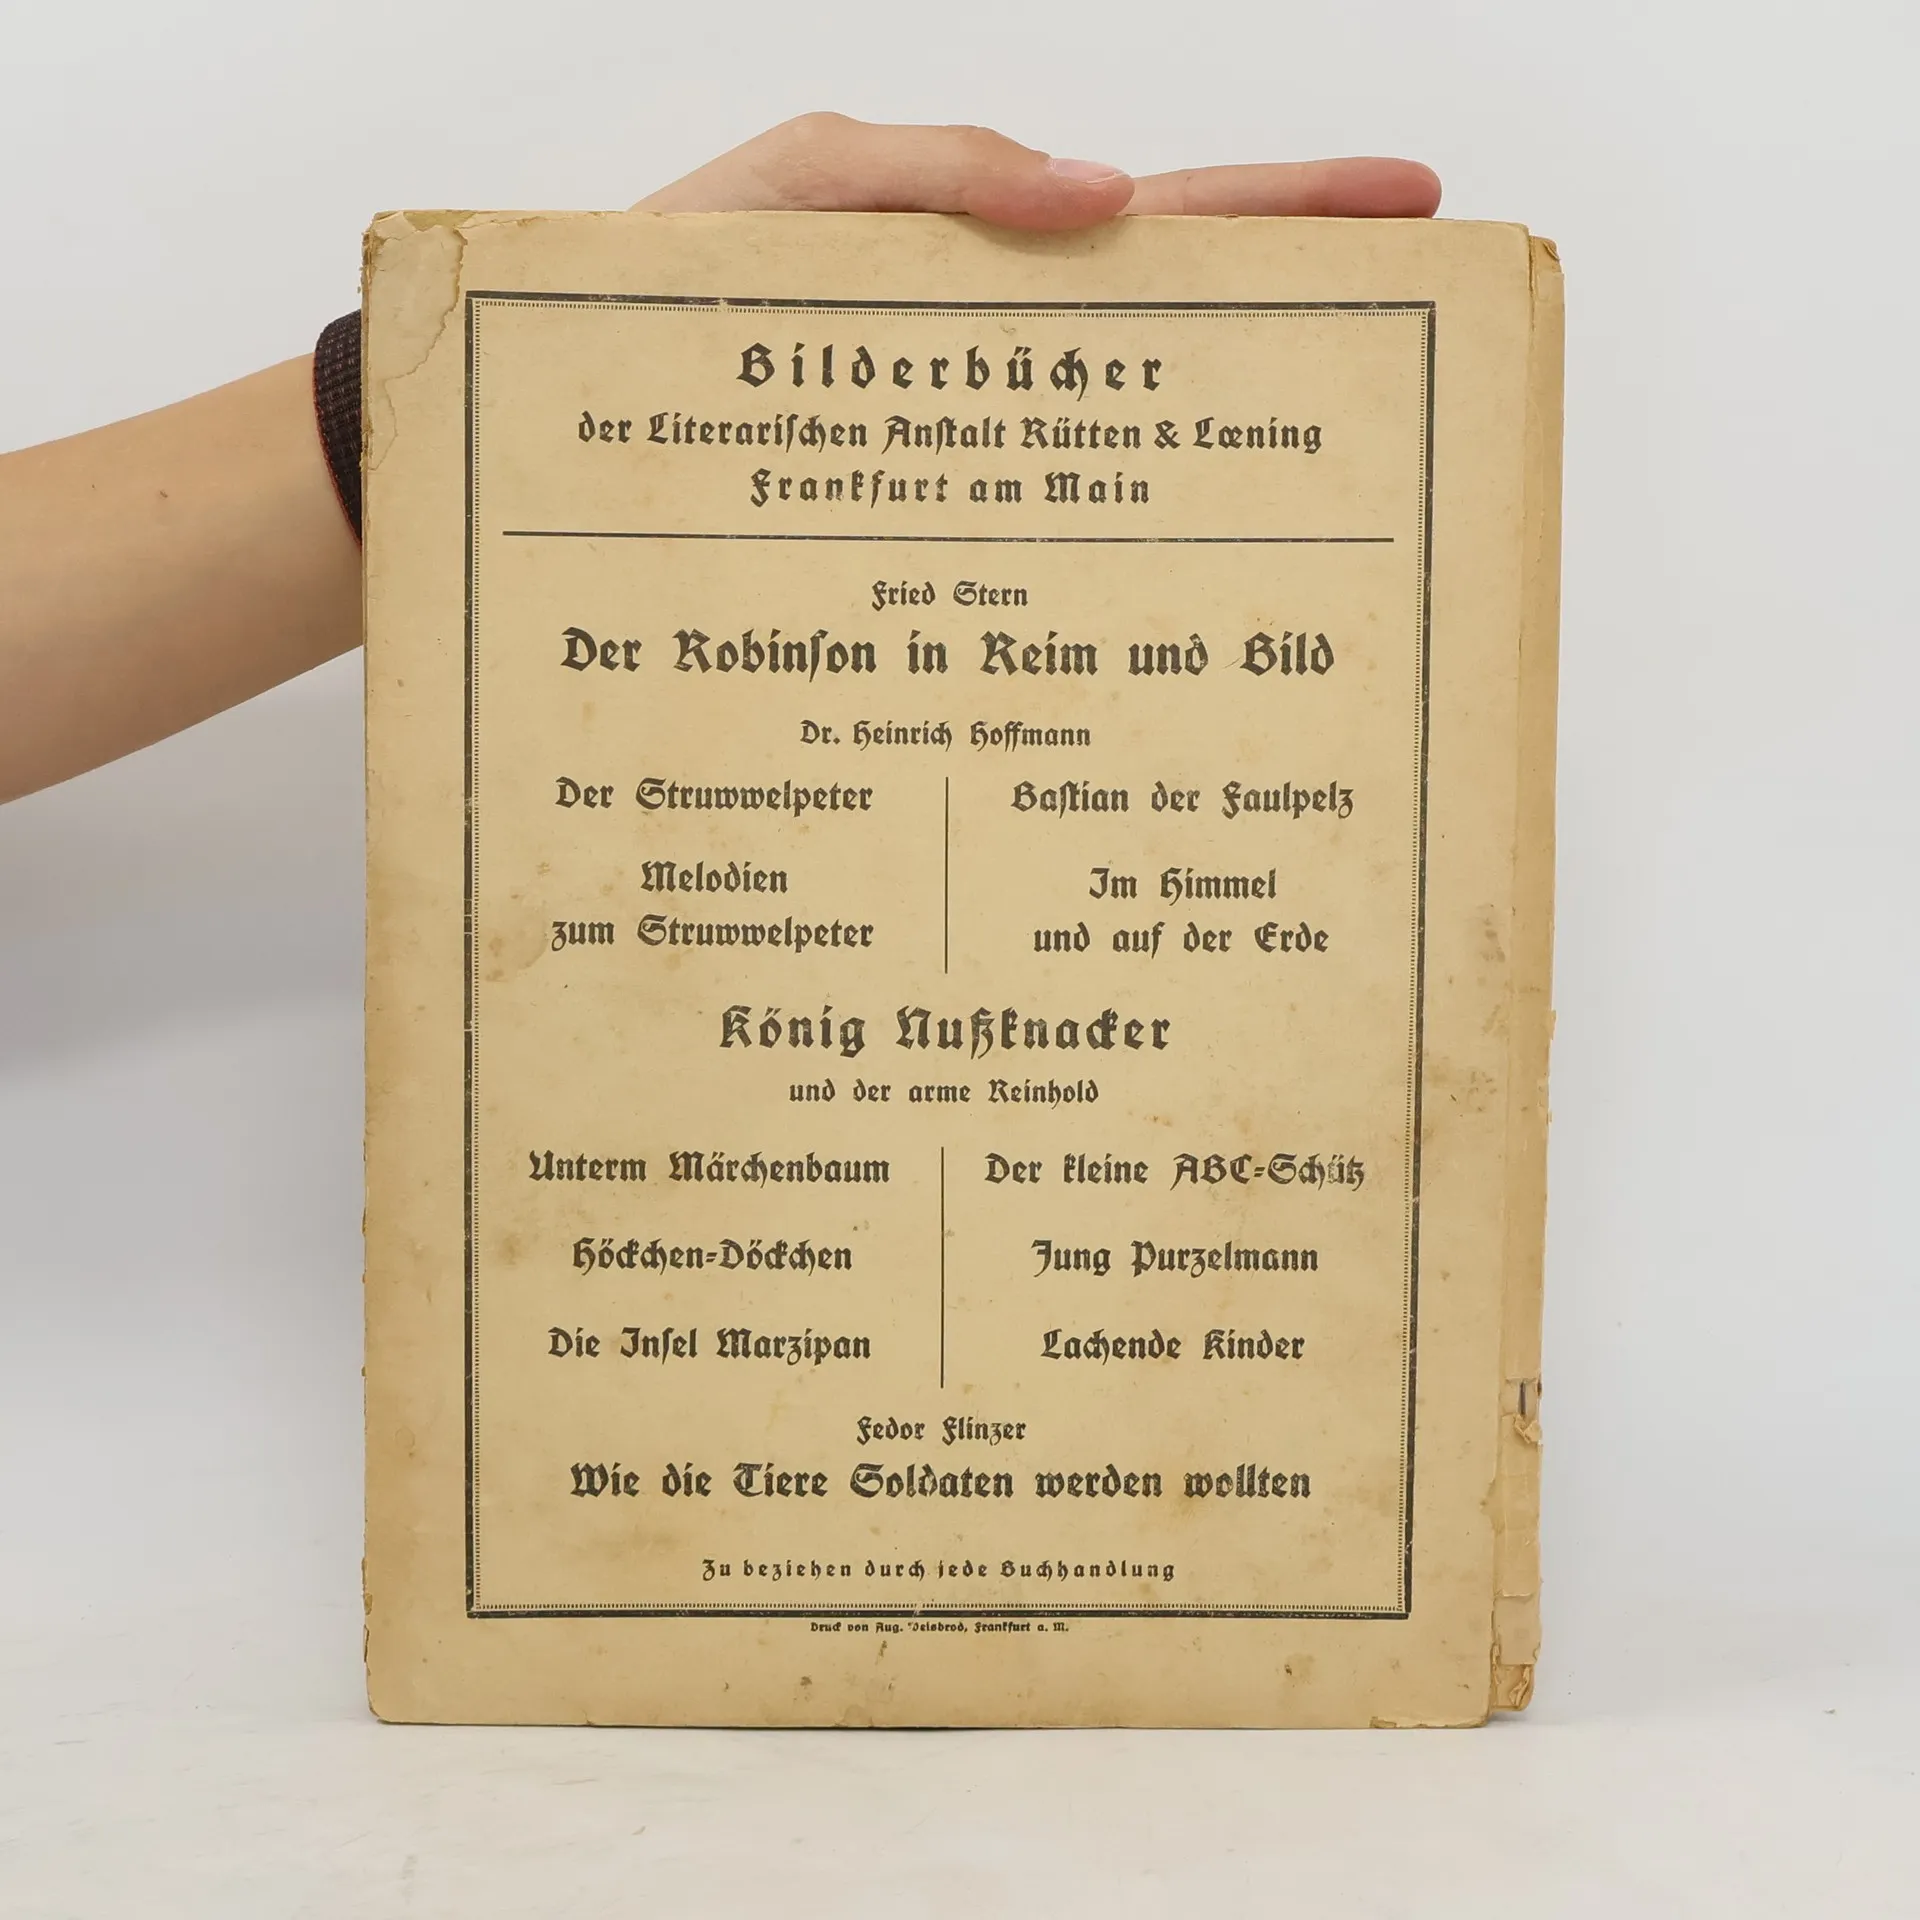 Bilderbücher
der Literariſchen Anſtalt Rütten & Lœning
Frankfurt am Main
Fried Stern
Der Robinſon in Reim und Bild
Dr. Heinrich Hoffmann
Der Struwwelpeter
Melodien
zum Struwwelpeter
Baſtian der Faulpelz
Im Himmel
und auf der Erde
König Nußknacker
und der arme Reinhold
Unterm Märchenbaum
Höckchen-Döckchen
Die Inſel Marzipan
Der kleine ABC-Schütz
Jung Purzelmann
Lachende Kinder
Fedor Flinzer
Wie die Tiere Soldaten werden wollten
Zu beziehen durch jede Buchhandlung
Druck von Aug. Frankfurt a. M.